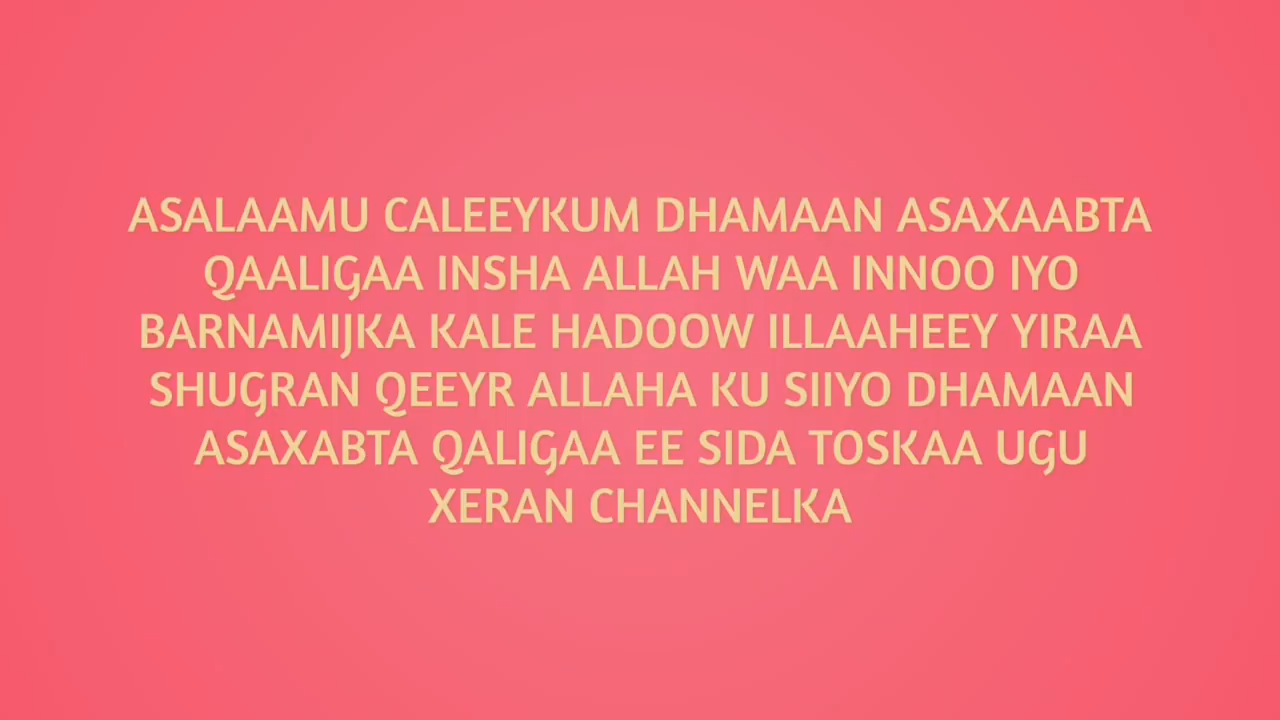 ASALAAMU CALEEYKUM DHAMAAN ASAXAABTA
QAALIGAA INSHA ALLAH WAA INNOO IYO
BARNAMIJKA KALE HADOOW ILLAAHEEY YIRAA
SHUGRAN QEEYR ALLAHA KU SIIYO DHAMAAN
ASAXABTA QALIGAA EE SIDA TOSKAA UGU
XERAN CHANNELKA